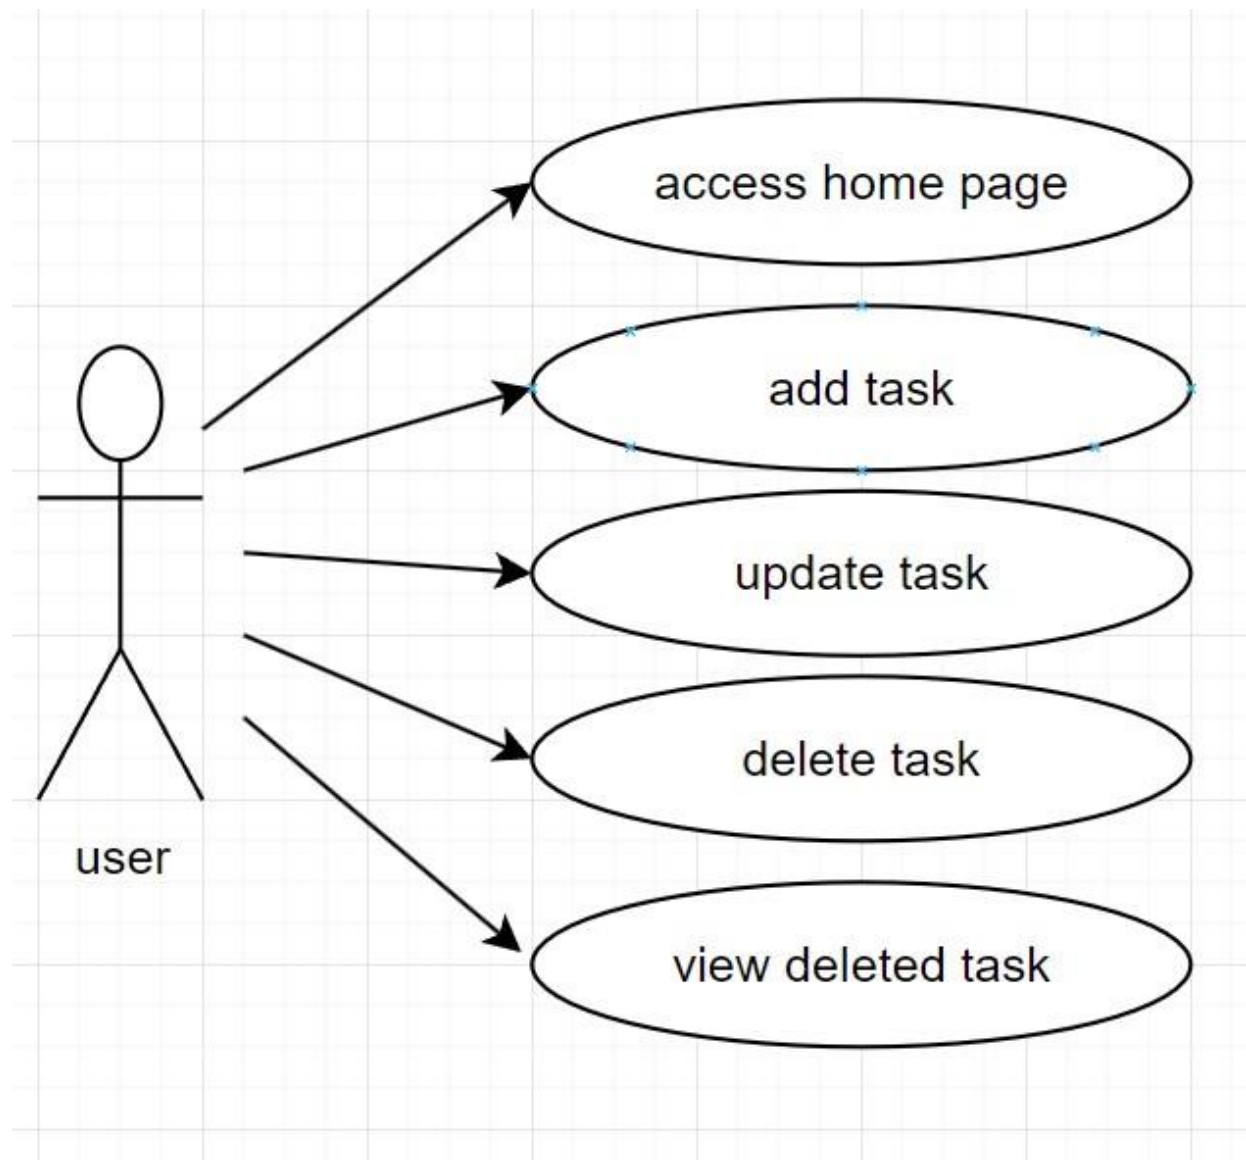 access home page
add task
update task
delete task
user
view deleted task